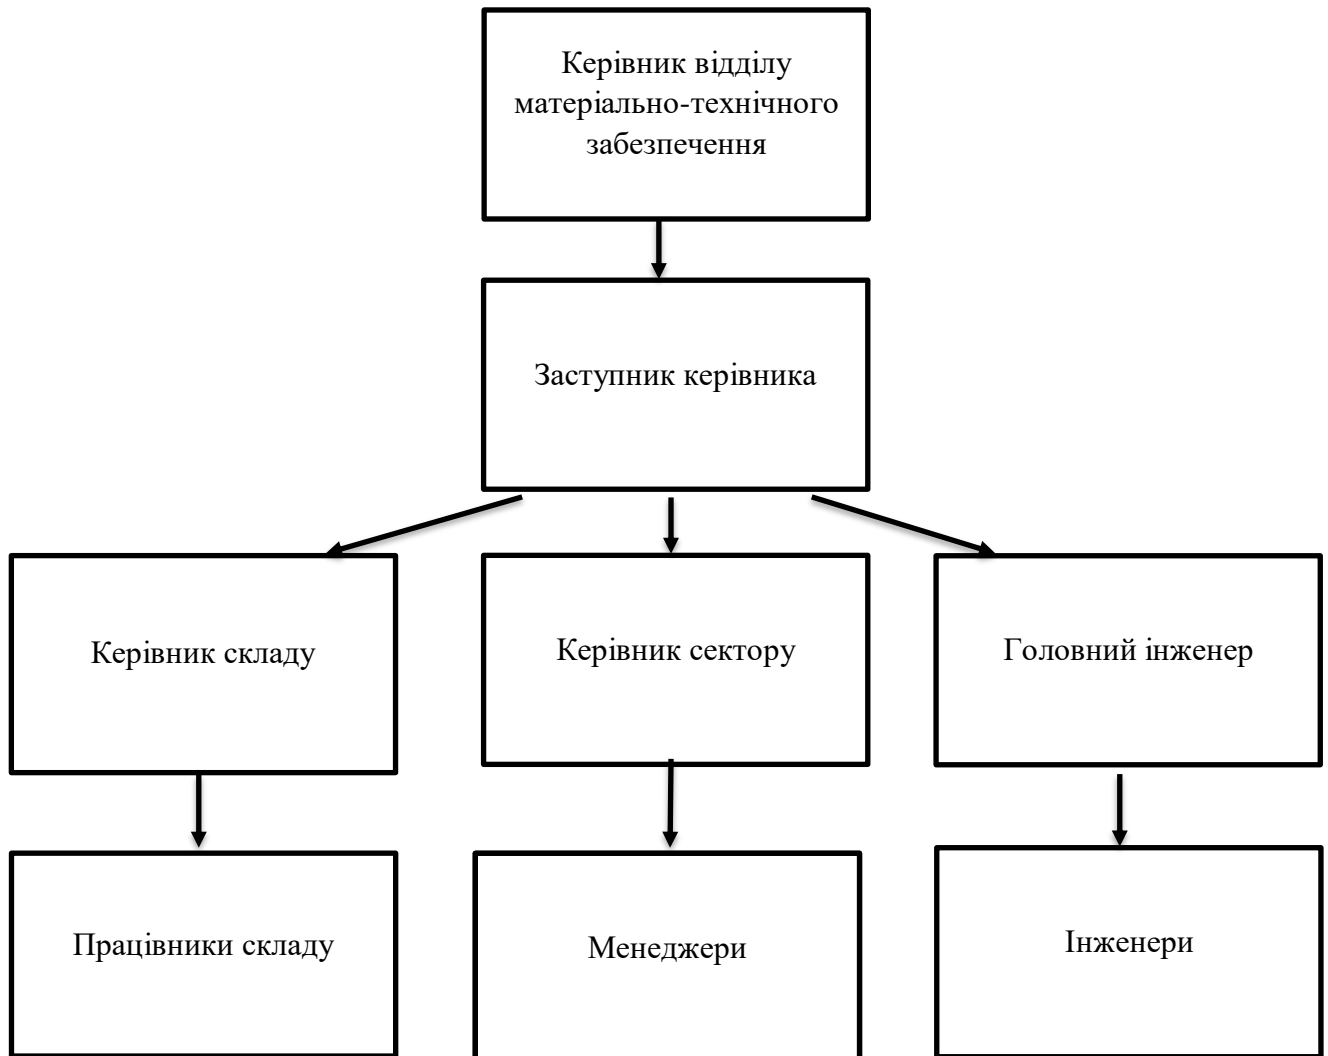 Керівник відділу
матеріально-технічного
забезпечення
Заступник керівника
Керівник складу
Керівник сектору
Головний інженер
Працівники складу
Менеджери
Інженери